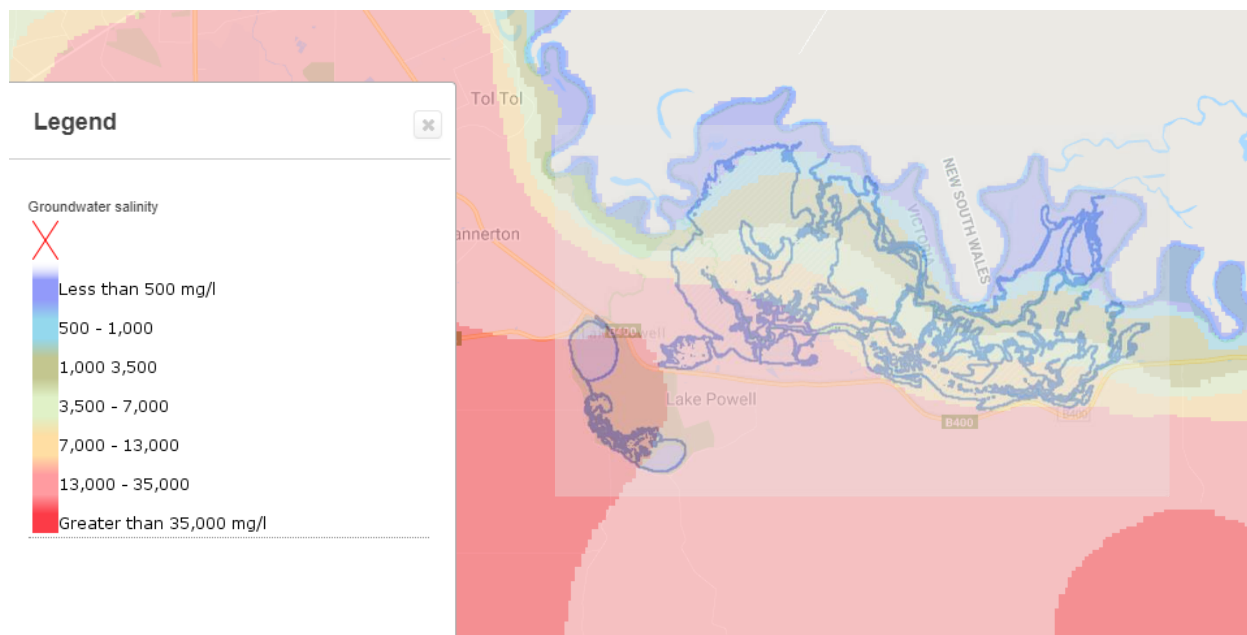 Tol Tol
Legend
Groundwater salinity
Less than 500 mg/l
500 - 1,000
1,000 3,500
3,500 - 7,000
7,000 - 13,000
13,000 - 35,000
Greater than 35,000 mg/l
annerton
NEW SOUTH WALES
VICTORIA
B400
Lake Powell
B400
B400